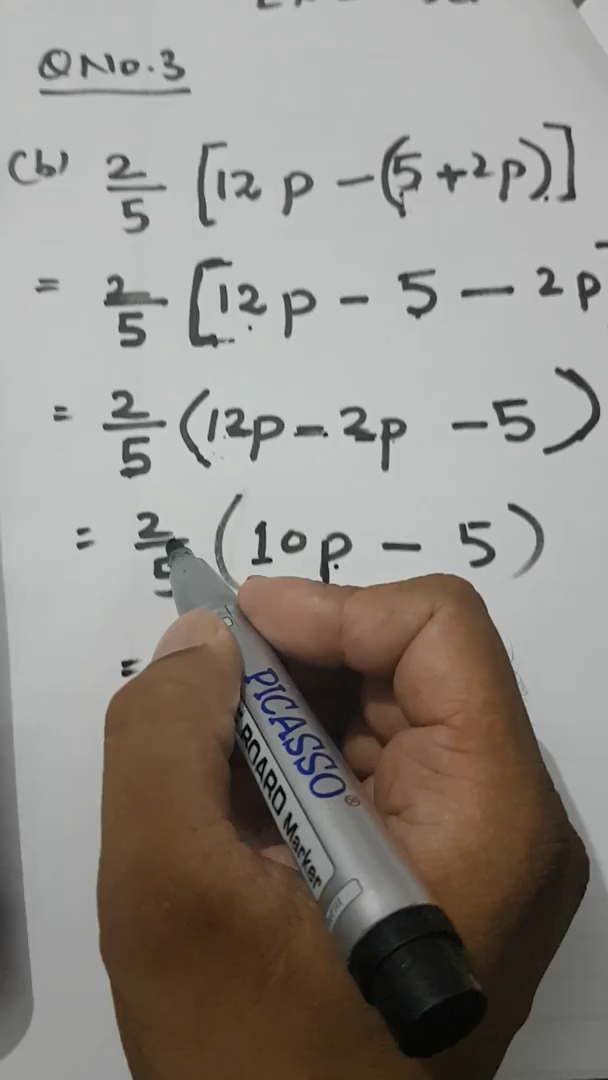 Q No.3
(b) 2/5 [12p - (5+2p)]
= 2/5 [12p - 5 - 2p
= 2/5 (12p - 2p - 5)
= 2/5 (10p - 5)
=
PICASSO®
BOARD Marker